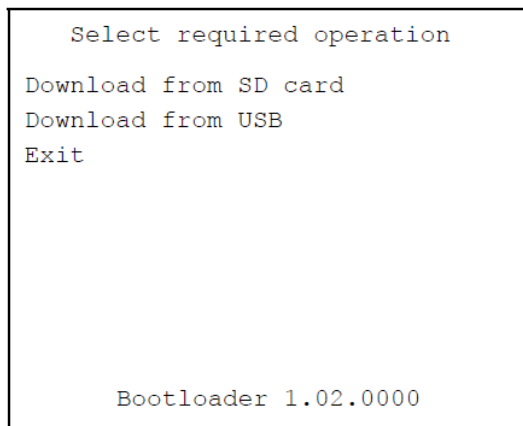 Select required operation
Download from SD card
Download from USB
Exit
Bootloader 1.02.0000